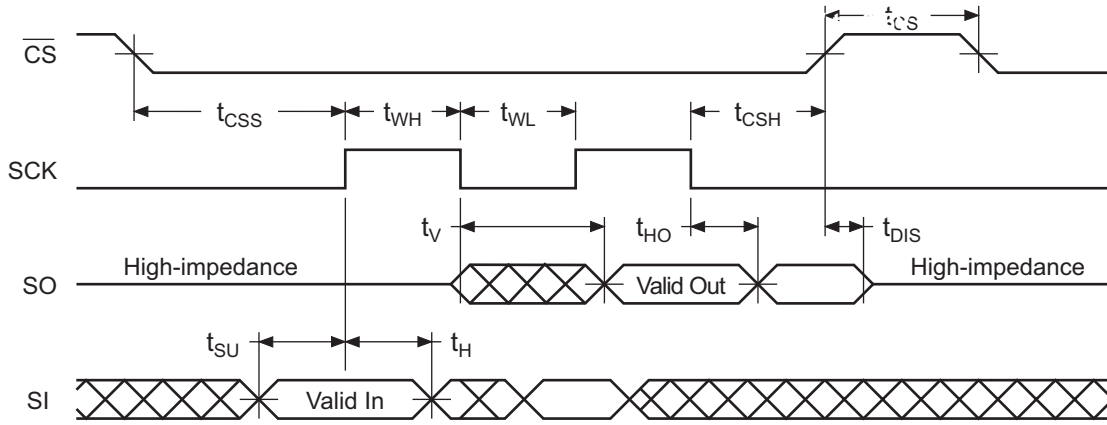 tCS
CS
tCSS tWH tWL tCSH
SCK
tV tHO tDIS
High-impedance High-impedance
SO Valid Out
tSU tH
SI Valid In